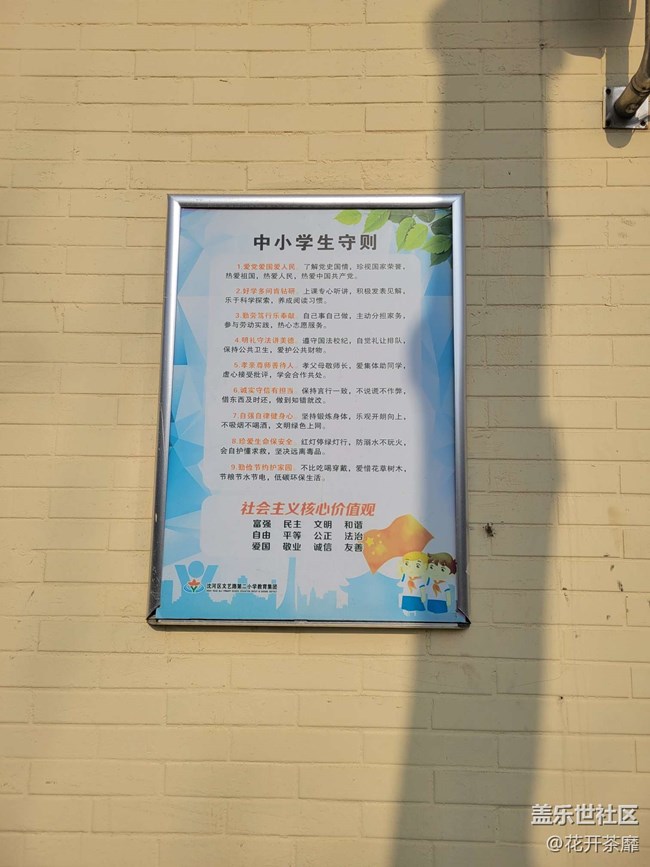 中小学生守则
1.爱党爱国爱人民。了解党史国情,珍视国家荣誉,
热爱祖国,热爱人民,热爱中国共产党。
2.好学多问肯钻研。上课专心听讲,积极发表见解,
乐于科学探索,养成阅读习惯。
3.勤劳笃行乐奉献。自己事自己做,主动分担家务,
参与劳动实践,热心志愿服务。
4.明礼守法讲美德。遵守国法校纪,自觉礼让排队,
保持公共卫生,爱护公共财物。
5.孝亲尊师善待人。孝父母敬师长,爱集体助同学,
虚心接受批评,学会合作共处。
6.诚实守信有担当。保持言行一致,不说谎不作弊,
借东西及时还,做到知错就改。
7.自强自律健身心。坚持锻炼身体,乐观开朗向上,
不吸烟不喝酒,文明绿色上网。
8.珍爱生命保安全。红灯停绿灯行,防溺水不玩火,
会自护懂求救,坚决远离毒品。
9.勤俭节约护家园。不比吃喝穿戴,爱惜花草树木,
节粮节水节电,低碳环保生活。
社会主义核心价值观
富强 民主 文明 和谐
自由 平等 公正 法治
爱国 敬业 诚信 友善
沈河区文艺路第二小学教育集团
盖乐世社区
@花开茶靡